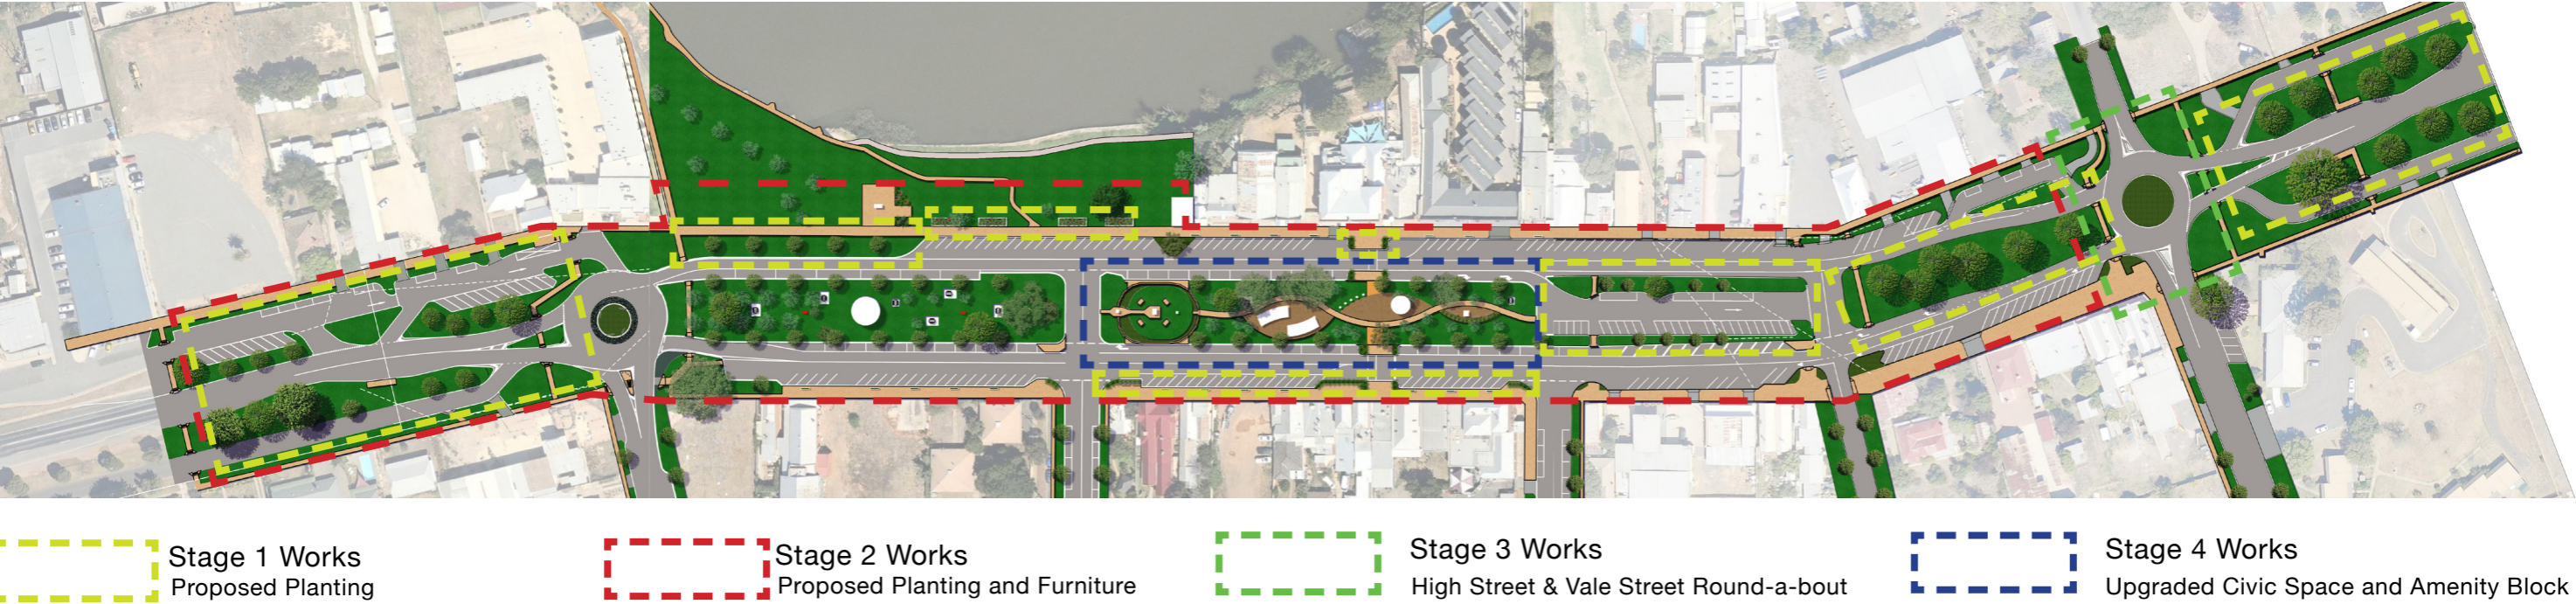 Stage 1 Works
Proposed Planting
Stage 2 Works
Proposed Planting and Furniture
Stage 3 Works
High Street & Vale Street Round-a-bout
Stage 4 Works
Upgraded Civic Space and Amenity Block